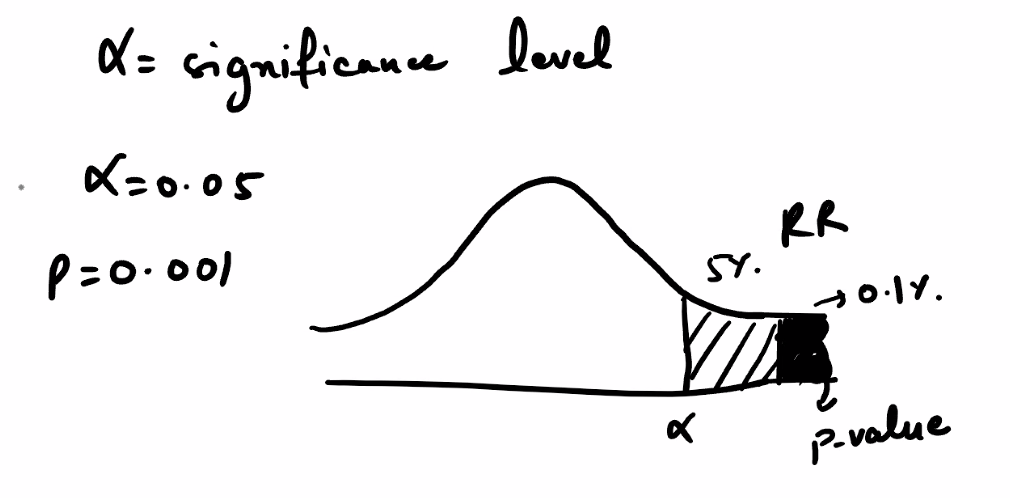 α = significance level
α = 0.05
P = 0.001
RR
5%.
→ 0.1%.
α
p-value